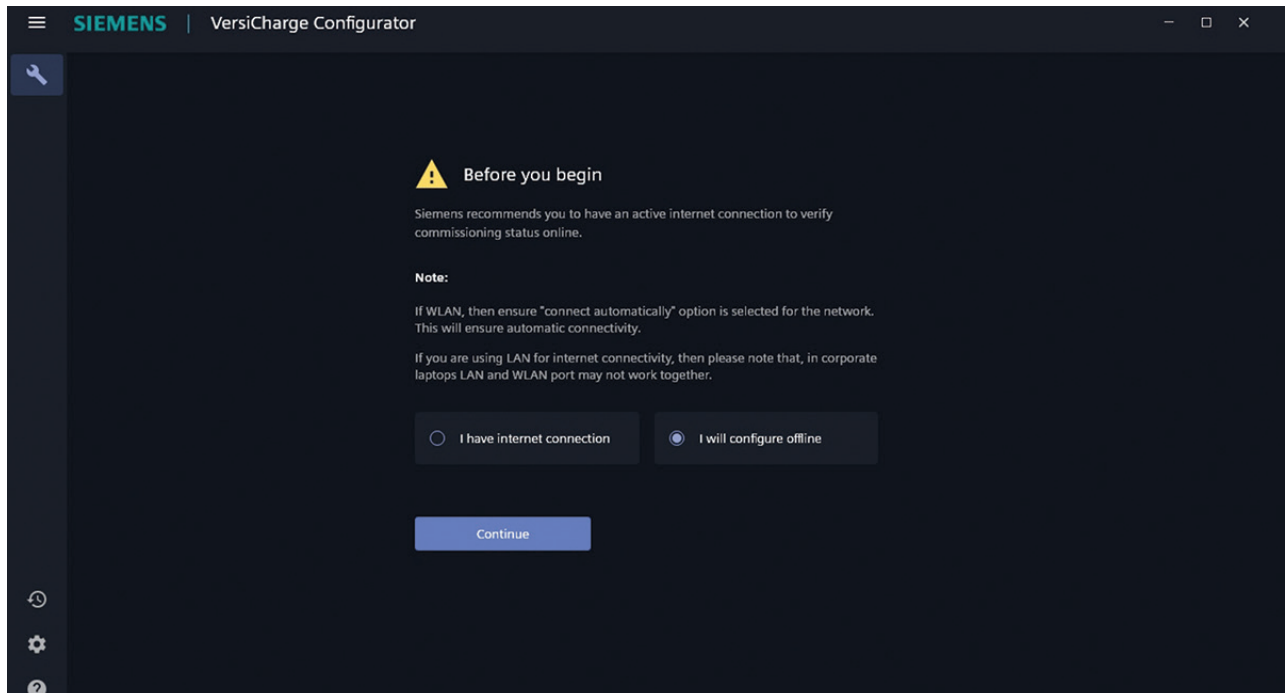 SIEMENS | VersiCharge Configurator
Before you begin
Siemens recommends you to have an active internet connection to verify
commissioning status online.
Note:
If WLAN, then ensure "connect automatically" option is selected for the network.
This will ensure automatic connectivity.
If you are using LAN for internet connectivity, then please note that, in corporate
laptops LAN and WLAN port may not work together.
I have internet connection
I will configure offline
Continue